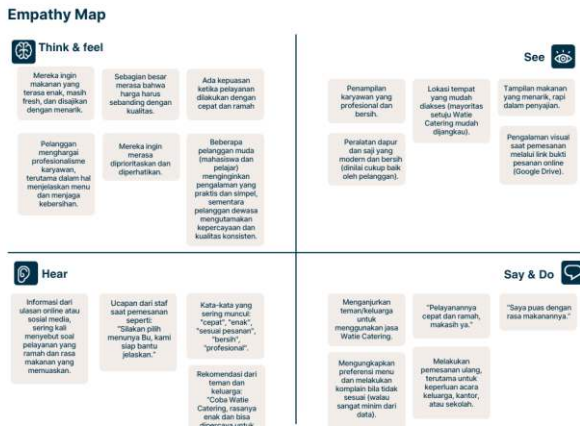 Empathy Map
Think & feel
Mereka ingin
makanan yang
terasa enak, masih
fresh, dan disajikan
dengan menarik.
Sebagian besar
merasa bahwa
harga harus
sebanding dengan
kualitas.
Ada kepuasan
ketika pelayanan
dilakukan dengan
cepat dan ramah
Pelanggan
menghargai
profesionalisme
karyawan,
terutama dalam hal
menjelaskan menu
dan menjaga
kebersihan.
Mereka ingin
merasa
diprioritaskan dan
diperhatikan.
Beberapa
pelanggan muda
(mahasiswa dan
pelajar)
menginginkan
pengalaman yang
praktis dan simpel,
sementara
pelanggan dewasa
mengutamakan
kepercayaan dan
kualitas konsisten.
See
Penampilan
karyawan yang
profesional dan
bersih.
Lokasi tempat
yang mudah
diakses (mayoritas
setuju Watie
Catering mudah
dijangkau).
Tampilan makanan
yang menarik, rapi
dalam penyajian.
Peralatan dapur
dan saji yang
modern dan bersih
(dinilai cukup baik
oleh pelanggan).
Pengalaman visual
saat pemesanan
melalui link bukti
pesanan online
(Google Drive).
Hear
Informasi dari
ulasan online atau
sosial media,
sering kali
menyebut soal
pelayanan yang
ramah dan rasa
makanan yang
memuaskan.
Ucapan dari staf
saat pemesanan
seperti:
"Silakan pilih
menunya Bu, kami
siap bantu
jelaskan."
Kata-kata yang
sering muncul:
"cepat", "enak",
"sesuai pesanan",
"bersih",
"profesional".
Rekomendasi dari
teman dan
keluarga:
"Coba Watie
Catering, rasanya
enak dan bisa
dipercaya untuk
Say & Do
Menganjurkan
teman/keluarga
untuk
menggunakan jasa
Watie Catering.
"Pelayanannya
cepat dan ramah,
makasih ya."
"Saya puas dengan
rasa makanannya."
Mengungkapkan
preferensi menu
dan melakukan
komplain bila tidak
sesuai (walau
sangat minim dari
data).
Melakukan
pemesanan ulang,
terutama untuk
keperluan acara
keluarga, kantor,
atau sekolah.